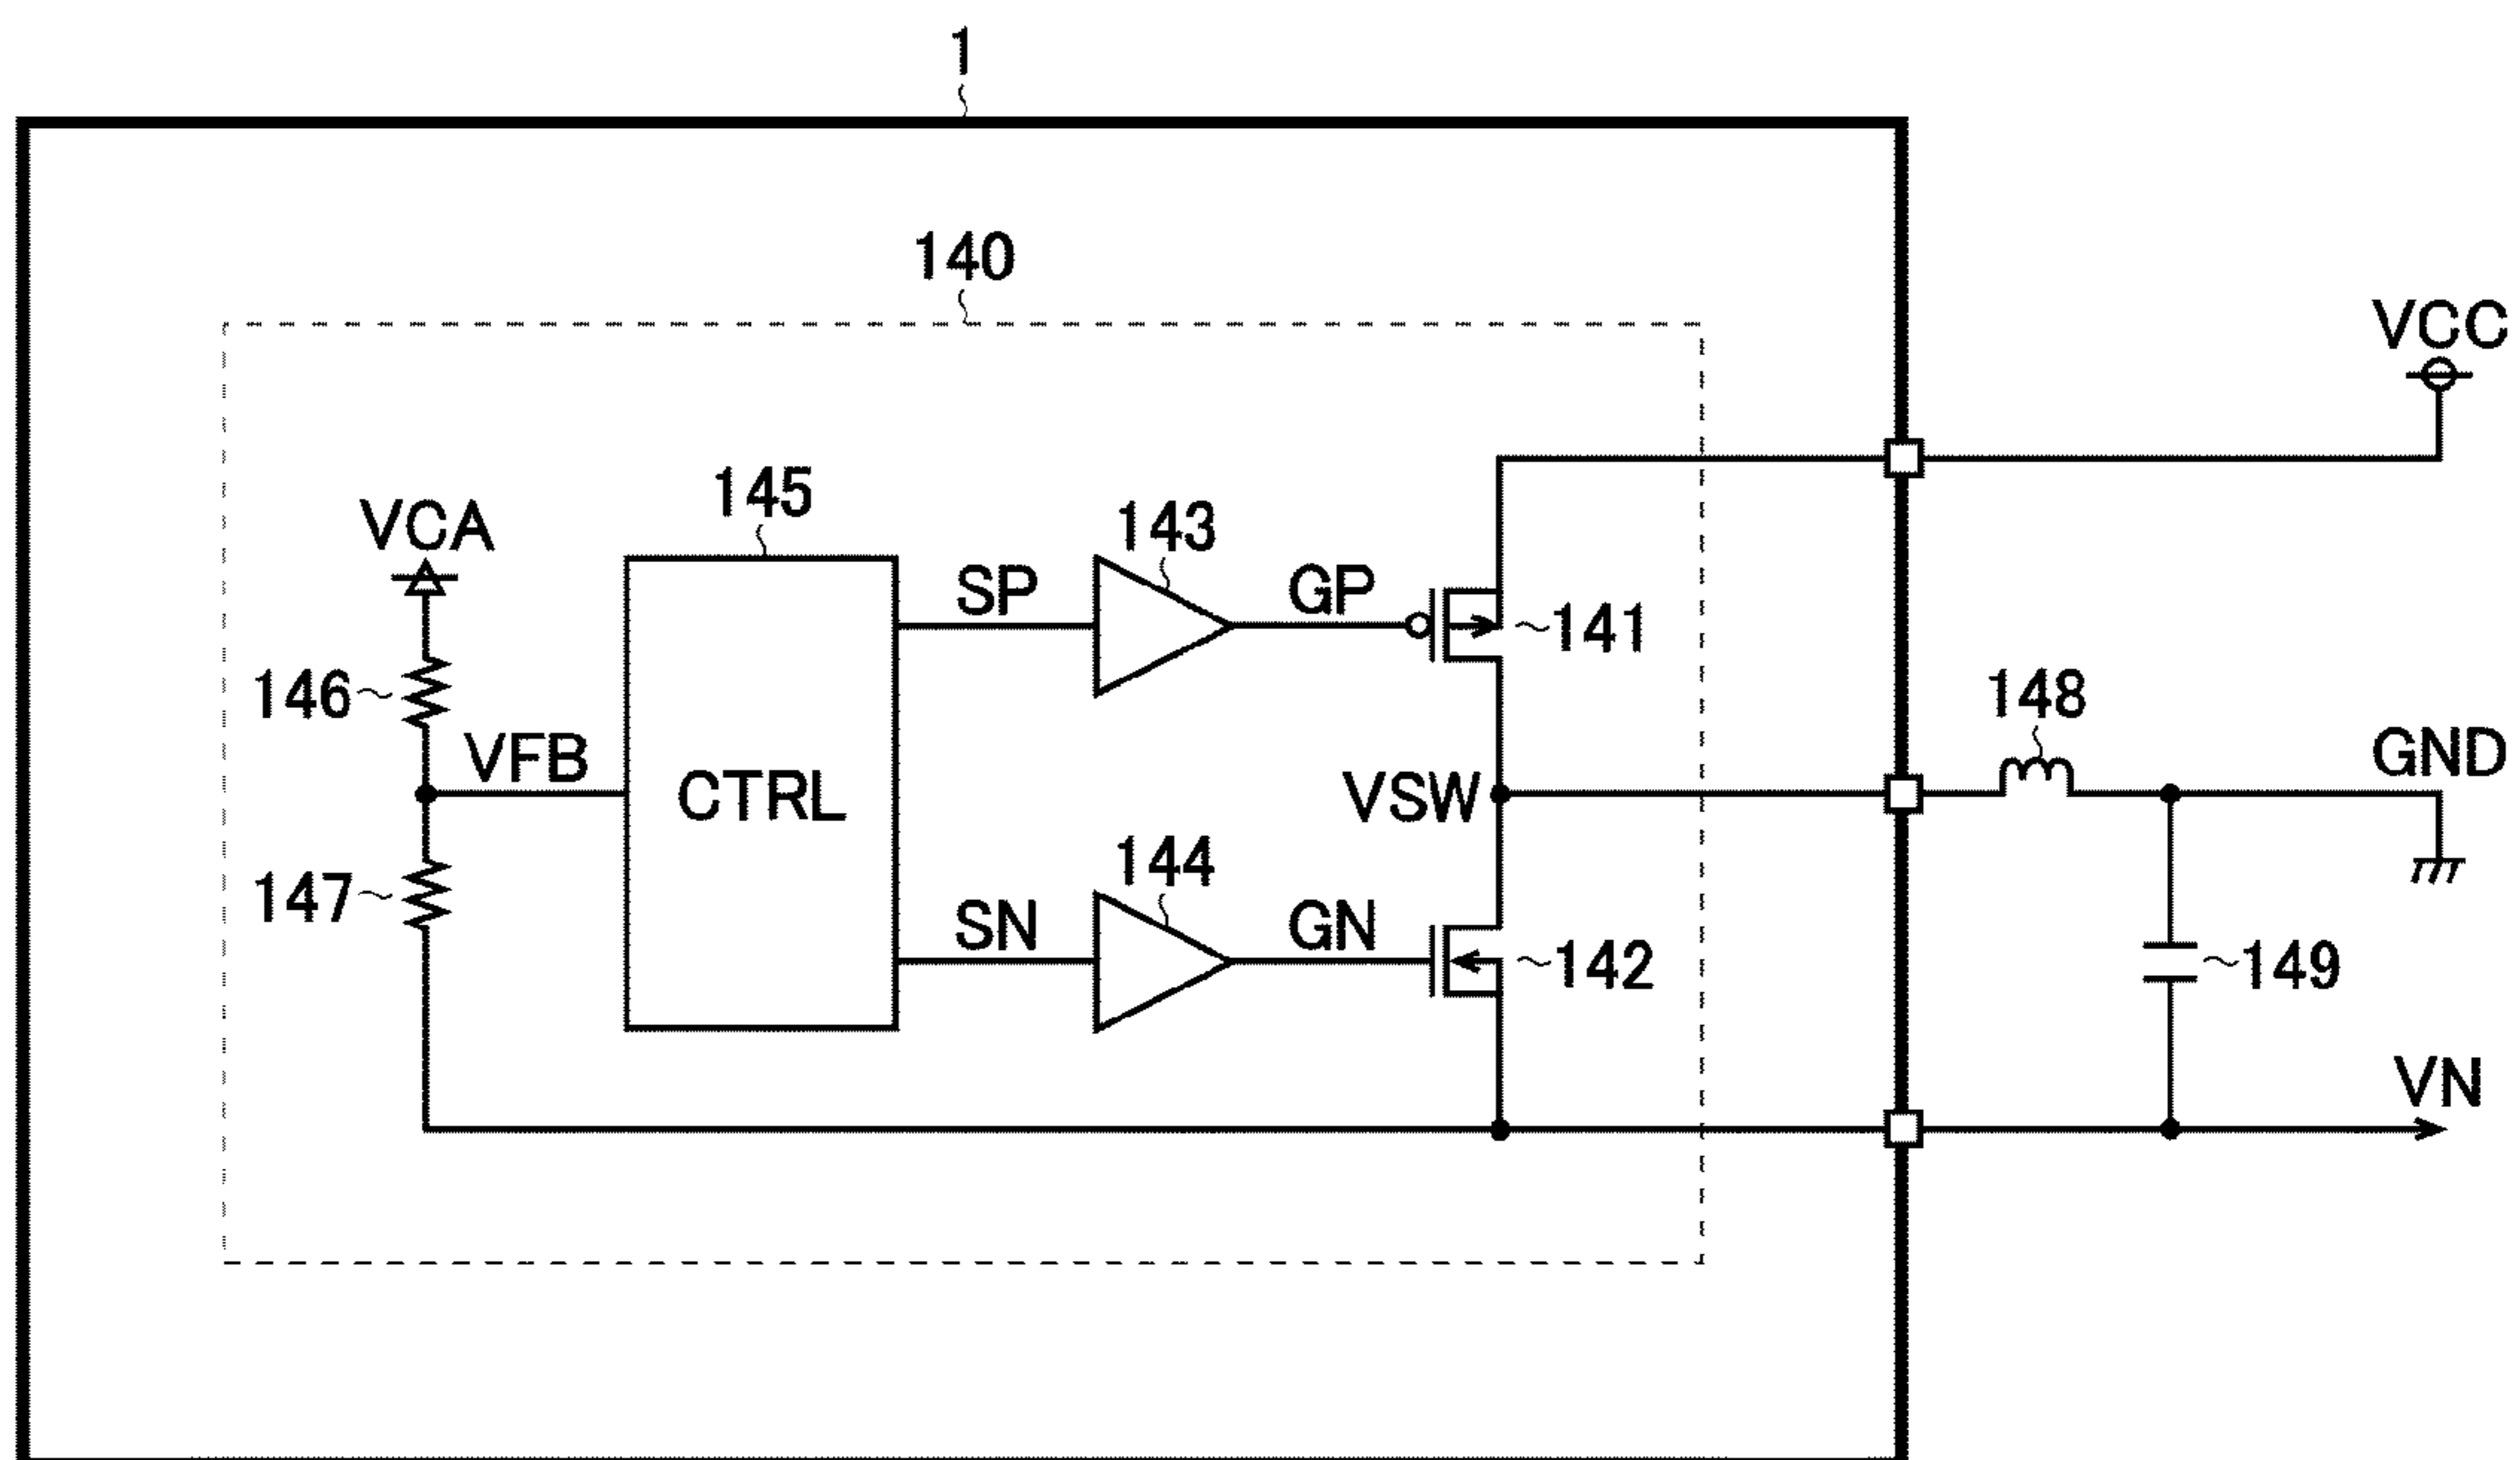 1
140
VCC
VCA
145
143
SP
GP
141
146
148
VFB
CTRL
VSW
GND
147
144
SN
GN
142
149
VN